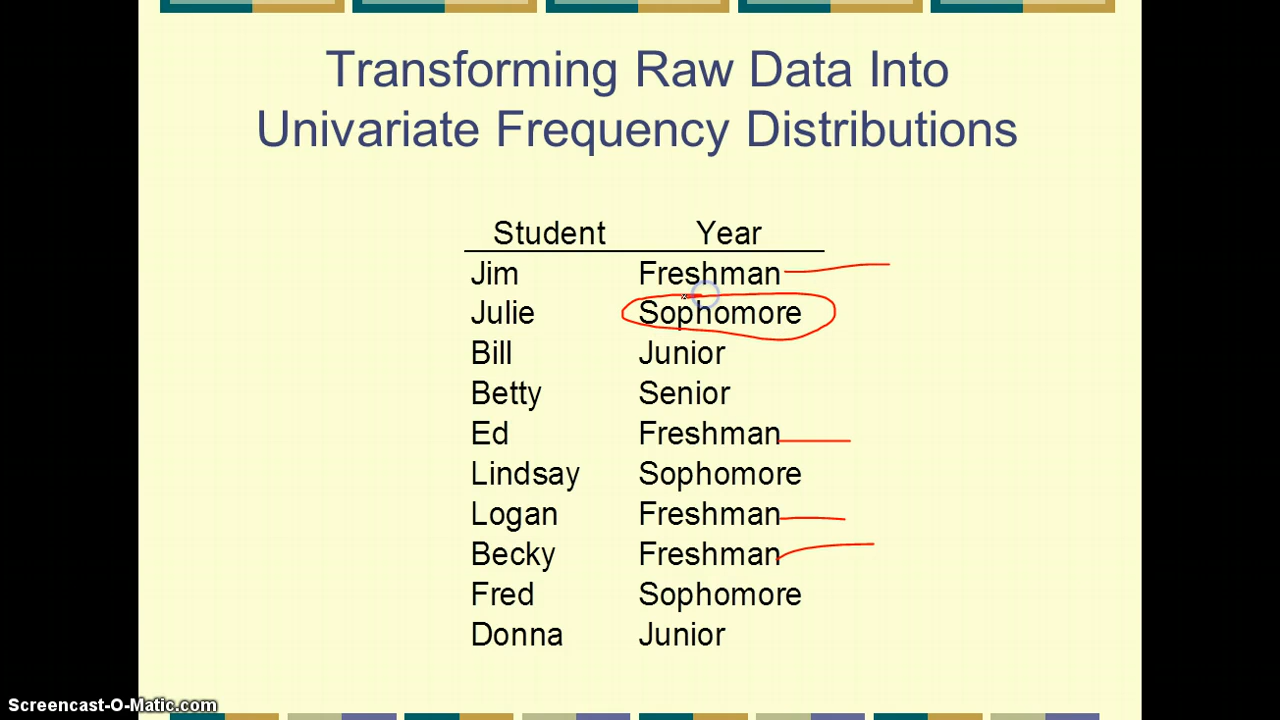 Transforming Raw Data Into
Univariate Frequency Distributions
Student Year
Jim Freshman
Julie Sophomore
Bill Junior
Betty Senior
Ed Freshman
Lindsay Sophomore
Logan Freshman
Becky Freshman
Fred Sophomore
Donna Junior
Screencast-O-Matic.com